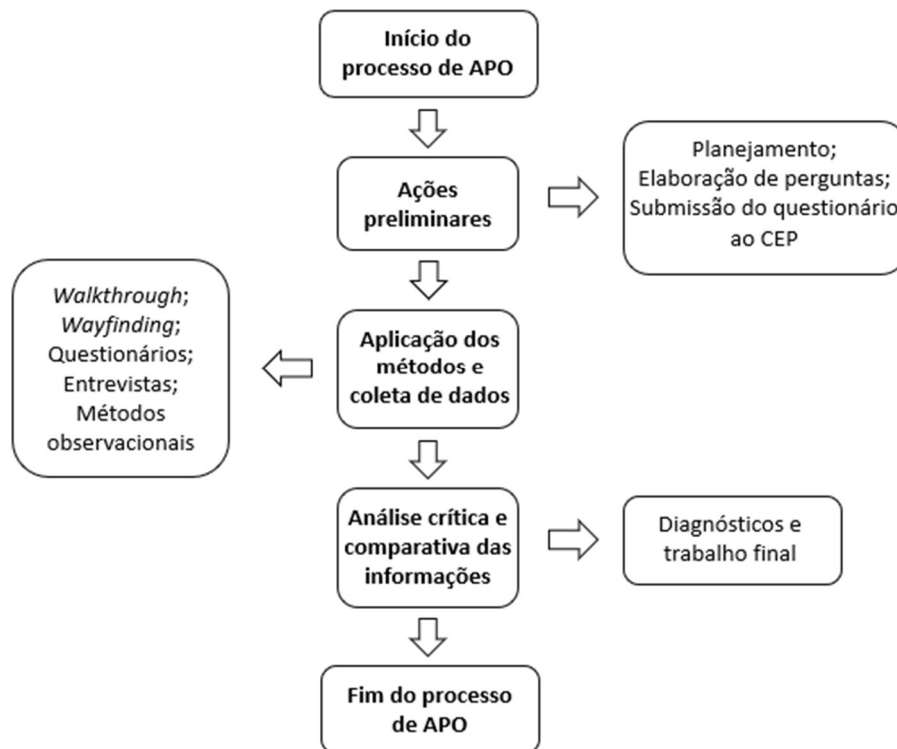 Início do
processo de APO
Ações
preliminares
Planejamento;
Elaboração de perguntas;
Submissão do questionário
ao CEP
Walkthrough;
Wayfinding;
Questionários;
Entrevistas;
Métodos
observacionais
Aplicação dos
métodos e
coleta de dados
Análise crítica e
comparativa das
informações
Diagnósticos e
trabalho final
Fim do processo
de APO